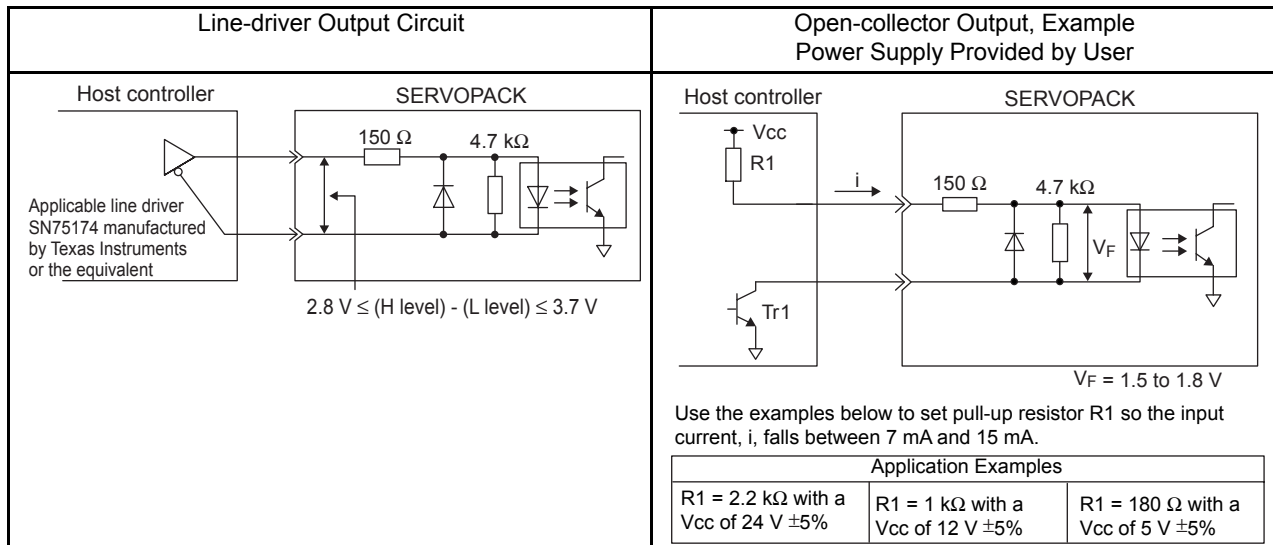 Line-driver Output Circuit
Open-collector Output, Example
Power Supply Provided by User
Host controller
SERVOPACK
150 Ω
4.7 kΩ
Applicable line driver
SN75174 manufactured
by Texas Instruments
or the equivalent
2.8 V ≤ (H level) - (L level) ≤ 3.7 V
Host controller
SERVOPACK
Vcc
R1
i
150 Ω
4.7 kΩ
VF
Tr1
VF = 1.5 to 1.8 V
Use the examples below to set pull-up resistor R1 so the input
current, i, falls between 7 mA and 15 mA.
Application Examples
R1 = 2.2 kΩ with a
Vcc of 24 V ±5%
R1 = 1 kΩ with a
Vcc of 12 V ±5%
R1 = 180 Ω with a
Vcc of 5 V ±5%